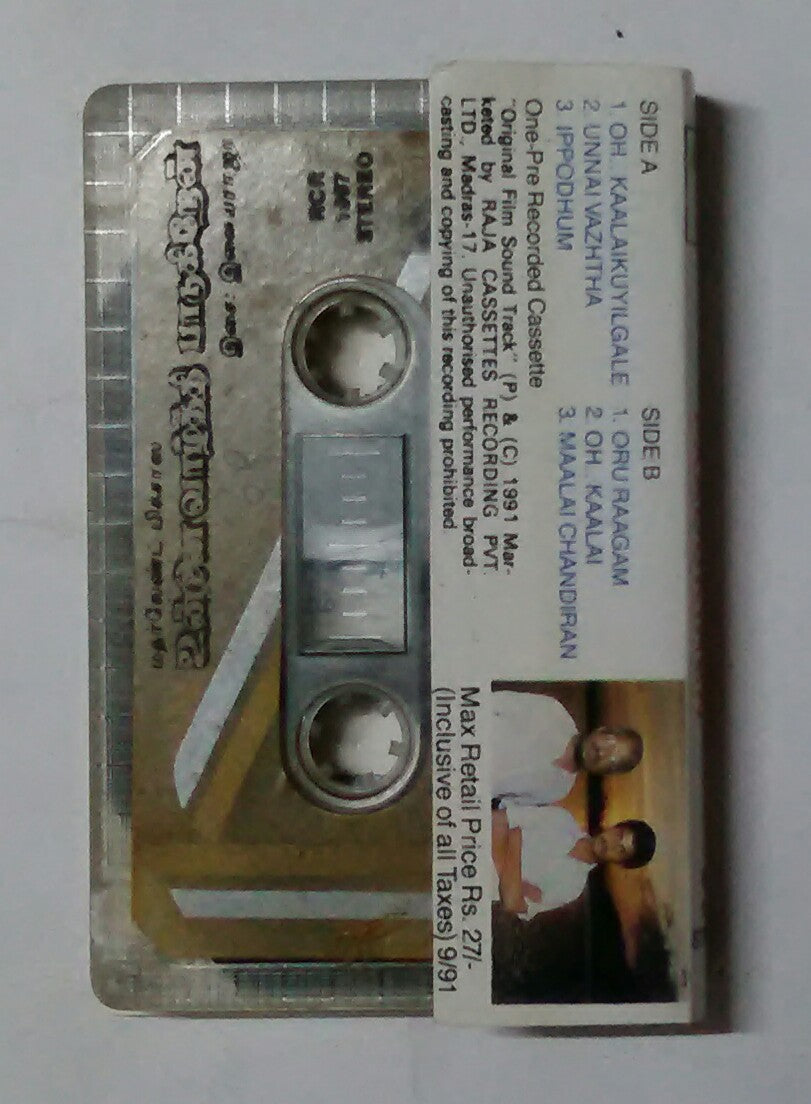 SIDE A
1. OH.. KAALAIKUYILGALE
2. UNNAI VAZHTHA
3. IPPODHUM
SIDE B
1. ORU RAAGAM
2. OH.. KAALAI
3. MAALAI CHANDIRAN
One-Pre Recorded Cassette
"Original Film Sound Track" (P) & (C) 1991 Mar-
keted by RAJA CASSETTES RECORDING PVT.
LTD., Madras-17. Unauthorised performance broad-
casting and copying of this recording prohibited.
Max Retail Price Rs. 27/-
(Inclusive of all Taxes) 9/91
STEREO
RCR